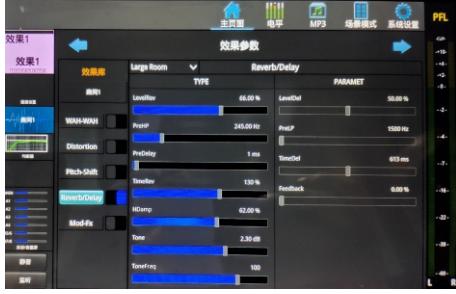 主页面
电平
MP3
场景模式
系统设置
PFL
效果1
效果参数
效果1
效果库
Large Room
Reverb/Delay
TYPE
PARAMET
LevelRev 66.00 %
LevelDel 50.00 %
PreHP 245.00 Hz
PreLP 1500 Hz
WAH-WAH
Distortion
PreDelay 1 ms
TimeDel 613 ms
Pitch-Shift
TimeRev 130 %
Feedback 0.00 %
Reverb/Delay
HDamp 62.00 %
Mod-Fx
Tone 2.30 dB
ToneFreq 100
静音
监听
L R